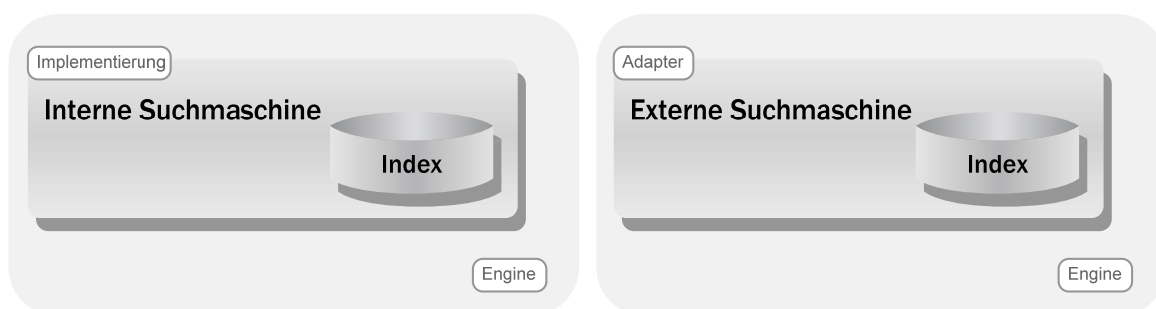 Implementierung
Interne Suchmaschine
Index
Engine
Adapter
Externe Suchmaschine
Index
Engine